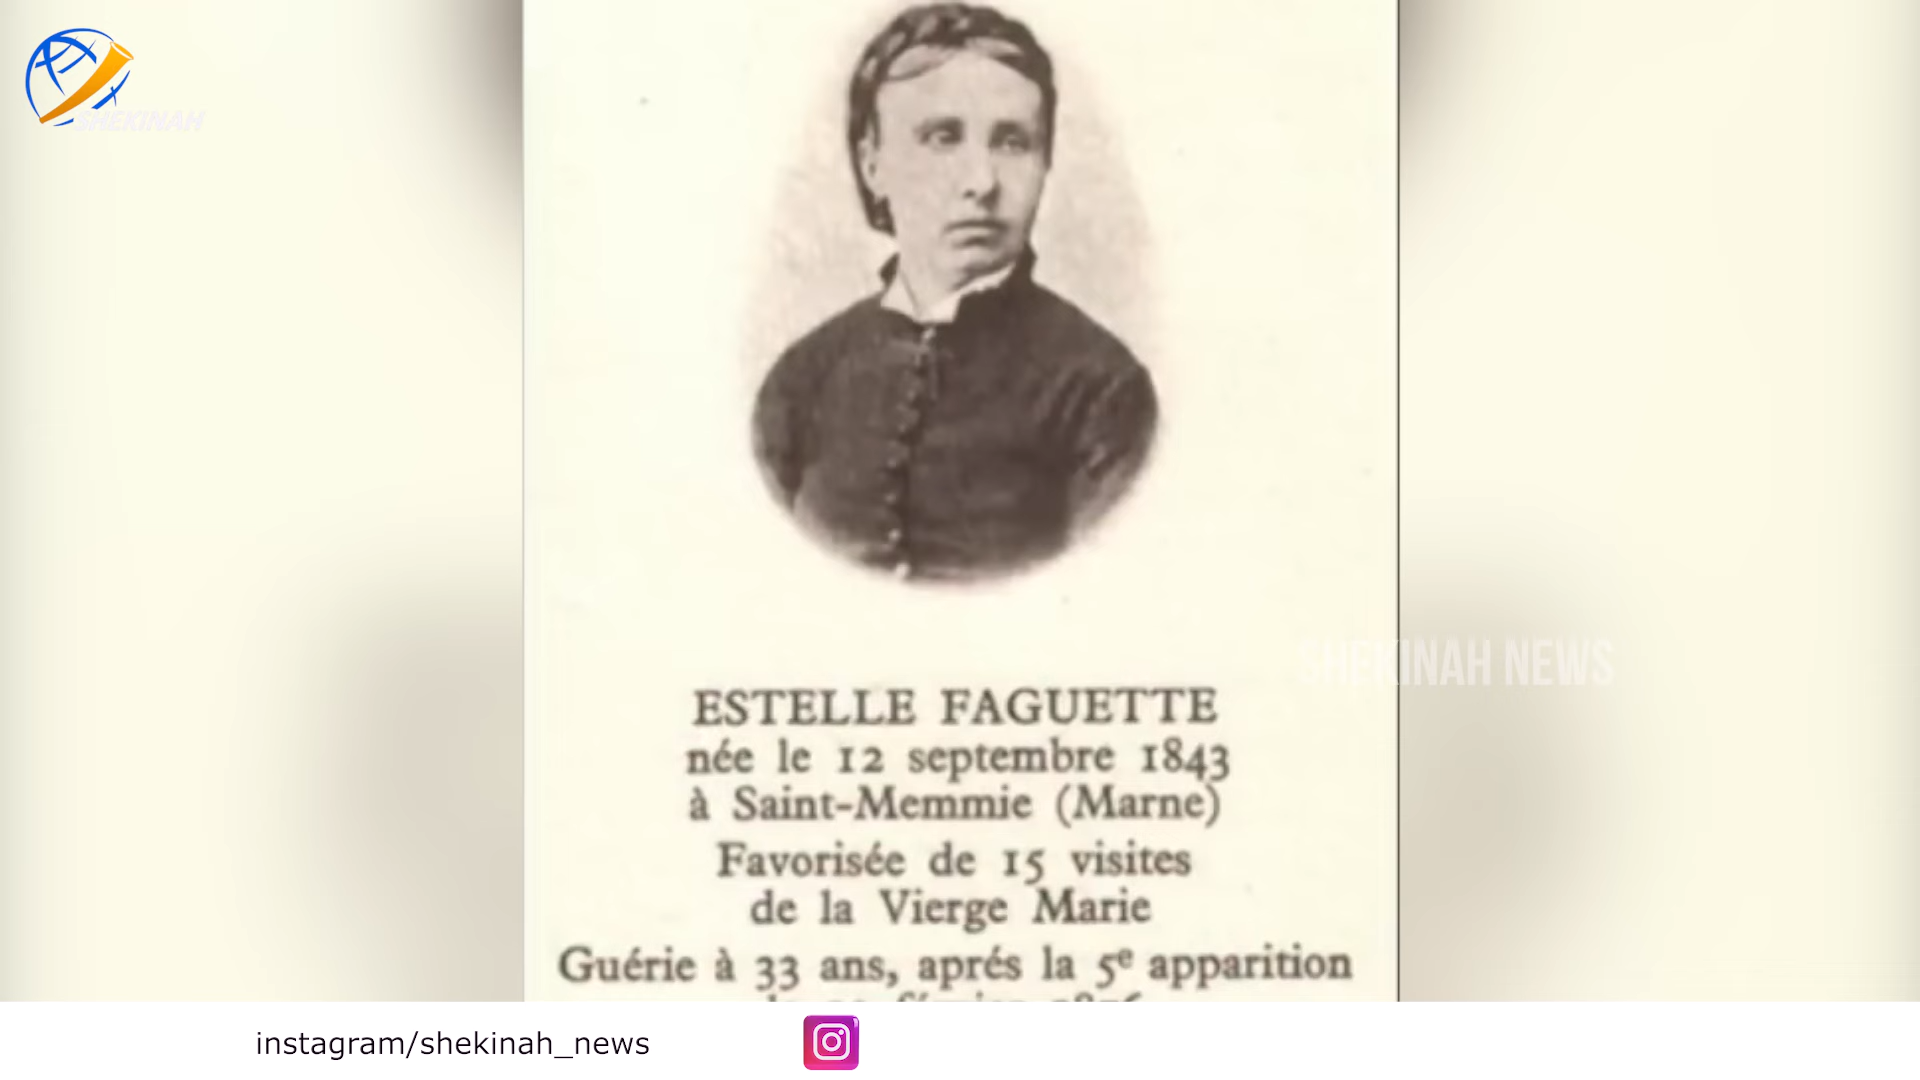 SHEKINAH
SHEKINAH NEWS
ESTELLE FAGUETTE
née le 12 septembre 1843
à Saint-Memmie (Marne)
Favorisée de 15 visites
de la Vierge Marie
Guérie à 33 ans, aprés la 5e apparition
instagram/shekinah_news